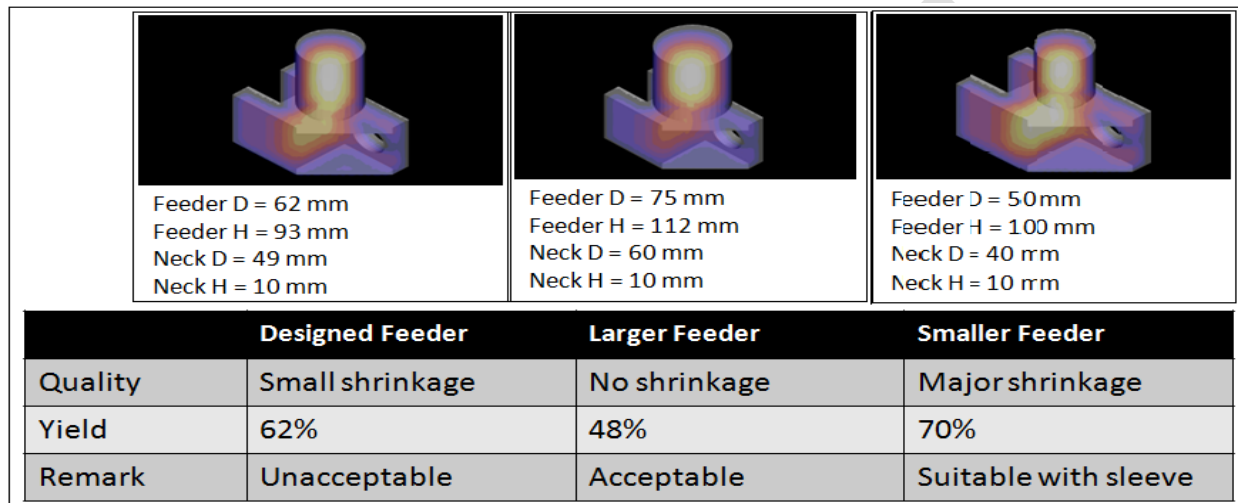 Feeder D = 62 mm
Feeder H = 93 mm
Neck D = 49 mm
Neck H = 10 mm
Feeder D = 75 mm
Feeder H = 112 mm
Neck D = 60 mm
Neck H = 10 mm
Feeder D = 50 mm
Feeder H = 100 mm
Neck D = 40 mm
Neck H = 10 mm
Designed Feeder Larger Feeder Smaller Feeder
Quality Small shrinkage No shrinkage Major shrinkage
Yield 62% 48% 70%
Remark Unacceptable Acceptable Suitable with sleeve